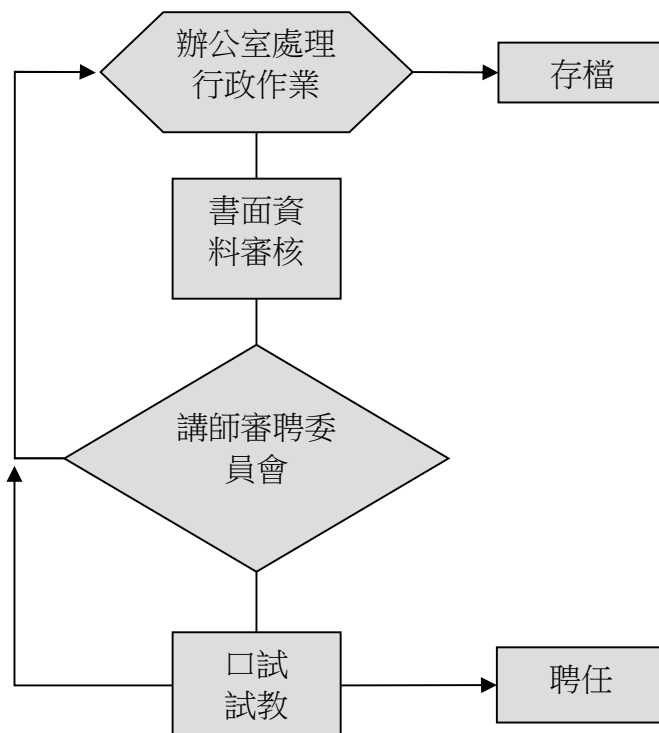 辦公室處理
行政作業
存檔
書面資
料審核
講師審聘委
員會
口試
試教
聘任